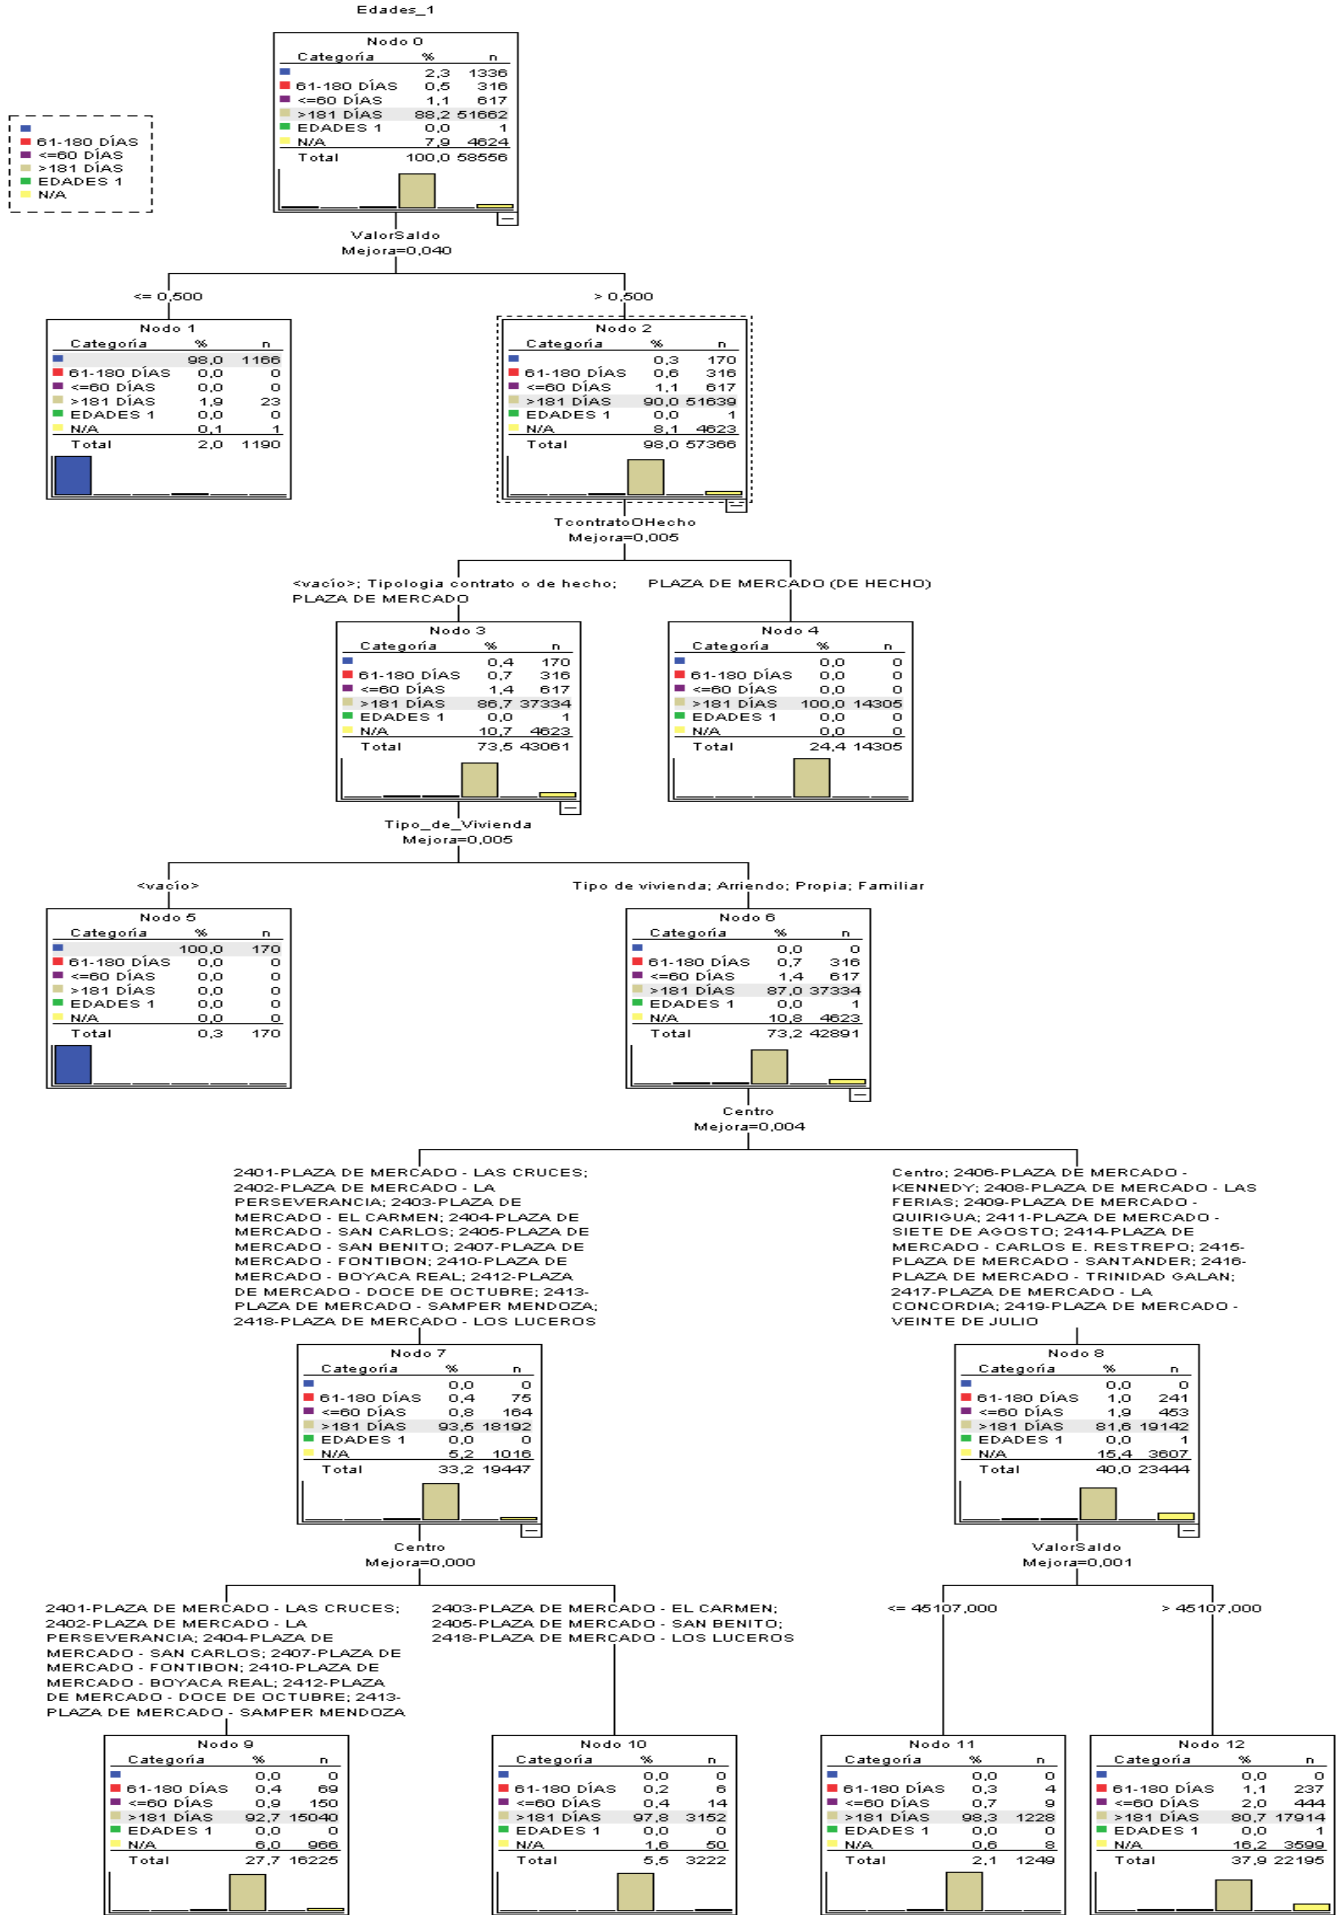 Edades_1
Nodo 0
Categoría % n
2,3 1336
61-180 DÍAS 0,5 316
<=60 DÍAS 1,1 617
>181 DÍAS 88,2 51662
EDADES 1 0,0 1
N/A 7,9 4624
Total 100,0 58556
61-180 DÍAS
<=60 DÍAS
>181 DÍAS
EDADES 1
N/A
ValorSaldo
Mejora=0,040
<= 0,500
> 0,500
Nodo 1
Categoría % n
98,0 1166
61-180 DÍAS 0,0 0
<=60 DÍAS 0,0 0
>181 DÍAS 1,9 23
EDADES 1 0,0 0
N/A 0,1 1
Total 2,0 1190
Nodo 2
Categoría % n
0,3 170
61-180 DÍAS 0,6 316
<=60 DÍAS 1,1 617
>181 DÍAS 90,0 51639
EDADES 1 0,0 1
N/A 8,1 4623
Total 98,0 57366
TcontratoOHecho
Mejora=0,005
<vacío>; Tipologia contrato o de hecho;
PLAZA DE MERCADO
PLAZA DE MERCADO (DE HECHO)
Nodo 3
Categoría % n
0,4 170
61-180 DÍAS 0,7 316
<=60 DÍAS 1,4 617
>181 DÍAS 86,7 37334
EDADES 1 0,0 1
N/A 10,7 4623
Total 73,5 43061
Nodo 4
Categoría % n
0,0 0
61-180 DÍAS 0,0 0
<=60 DÍAS 0,0 0
>181 DÍAS 100,0 14305
EDADES 1 0,0 0
N/A 0,0 0
Total 24,4 14305
Tipo_de_Vivienda
Mejora=0,005
<vacío>
Tipo de vivienda; Arriendo; Propia; Familiar
Nodo 5
Categoría % n
100,0 170
61-180 DÍAS 0,0 0
<=60 DÍAS 0,0 0
>181 DÍAS 0,0 0
EDADES 1 0,0 0
N/A 0,0 0
Total 0,3 170
Nodo 6
Categoría % n
0,0 0
61-180 DÍAS 0,7 316
<=60 DÍAS 1,4 617
>181 DÍAS 87,0 37334
EDADES 1 0,0 1
N/A 10,8 4623
Total 73,2 42891
Centro
Mejora=0,004
2401-PLAZA DE MERCADO - LAS CRUCES;
2402-PLAZA DE MERCADO - LA
PERSEVERANCIA; 2403-PLAZA DE
MERCADO - EL CARMEN; 2404-PLAZA DE
MERCADO - SAN CARLOS; 2405-PLAZA DE
MERCADO - SAN BENITO; 2407-PLAZA DE
MERCADO - FONTIBON; 2410-PLAZA DE
MERCADO - BOYACA REAL; 2412-PLAZA
DE MERCADO - DOCE DE OCTUBRE; 2413-
PLAZA DE MERCADO - SAMPER MENDOZA;
2418-PLAZA DE MERCADO - LOS LUCEROS
Centro; 2406-PLAZA DE MERCADO -
KENNEDY; 2408-PLAZA DE MERCADO - LAS
FERIAS; 2409-PLAZA DE MERCADO -
QUIRIGUA; 2411-PLAZA DE MERCADO -
SIETE DE AGOSTO; 2414-PLAZA DE
MERCADO - CARLOS E. RESTREPO; 2415-
PLAZA DE MERCADO - SANTANDER; 2416-
PLAZA DE MERCADO - TRINIDAD GALAN;
2417-PLAZA DE MERCADO - LA
CONCORDIA; 2419-PLAZA DE MERCADO -
VEINTE DE JULIO
Nodo 7
Categoría % n
0,0 0
61-180 DÍAS 0,4 75
<=60 DÍAS 0,8 164
>181 DÍAS 93,5 18192
EDADES 1 0,0 0
N/A 5,2 1016
Total 33,2 19447
Nodo 8
Categoría % n
0,0 0
61-180 DÍAS 1,0 241
<=60 DÍAS 1,9 453
>181 DÍAS 81,6 19142
EDADES 1 0,0 1
N/A 15,4 3607
Total 40,0 23444
Centro
Mejora=0,000
ValorSaldo
Mejora=0,001
2401-PLAZA DE MERCADO - LAS CRUCES;
2402-PLAZA DE MERCADO - LA
PERSEVERANCIA; 2404-PLAZA DE
MERCADO - SAN CARLOS; 2407-PLAZA DE
MERCADO - FONTIBON; 2410-PLAZA DE
MERCADO - BOYACA REAL; 2412-PLAZA
DE MERCADO - DOCE DE OCTUBRE; 2413-
PLAZA DE MERCADO - SAMPER MENDOZA
2403-PLAZA DE MERCADO - EL CARMEN;
2405-PLAZA DE MERCADO - SAN BENITO;
2418-PLAZA DE MERCADO - LOS LUCEROS
<= 45107,000
> 45107,000
Nodo 9
Categoría % n
0,0 0
61-180 DÍAS 0,4 69
<=60 DÍAS 0,9 150
>181 DÍAS 92,7 15040
EDADES 1 0,0 0
N/A 6,0 966
Total 27,7 16225
Nodo 10
Categoría % n
0,0 0
61-180 DÍAS 0,2 6
<=60 DÍAS 0,4 14
>181 DÍAS 97,8 3152
EDADES 1 0,0 0
N/A 1,6 50
Total 5,5 3222
Nodo 11
Categoría % n
0,0 0
61-180 DÍAS 0,3 4
<=60 DÍAS 0,7 9
>181 DÍAS 98,3 1228
EDADES 1 0,0 0
N/A 0,6 8
Total 2,1 1249
Nodo 12
Categoría % n
0,0 0
61-180 DÍAS 1,1 237
<=60 DÍAS 2,0 444
>181 DÍAS 80,7 17914
EDADES 1 0,0 1
N/A 16,2 3599
Total 37,9 22195